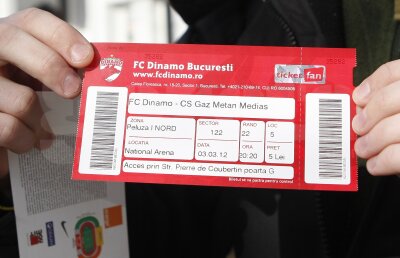 FC Dinamo Bucuresti
www.fcdinamo.ro
ticket fan
FC Dinamo - CS Gaz Metan Medias
ZONA SECTOR RAND LOC
Peluza I NORD 122 22 5
LOCATIA DATA ORA PRET
National Arena 03.03.12 20:20 5 Lei
Acces prin Str. Pierre de Coubertin poarta G